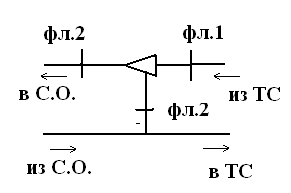 фл.2
фл.1
в С.О.
из ТС
фл.2
из С.О.
в ТС